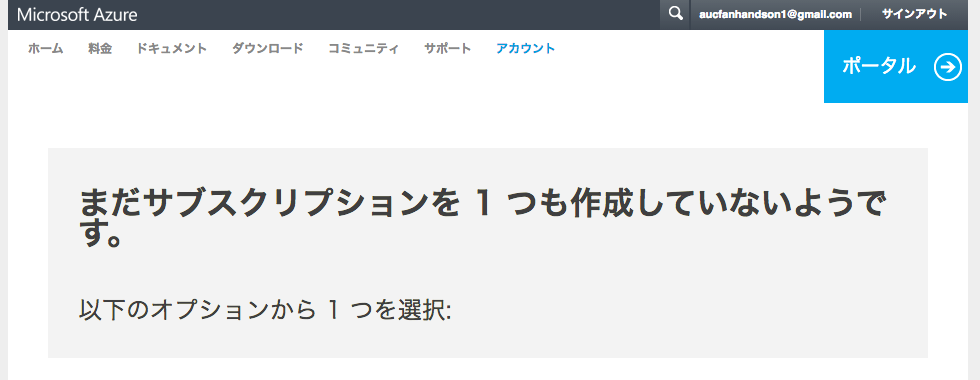 Microsoft Azure
aucfanhandson1@gmail.com
サインアウト
ホーム 料金 ドキュメント ダウンロード コミュニティ サポート アカウント
ポータル
まだサブスクリプションを 1 つも作成していないようで
す。
以下のオプションから 1 つを選択: